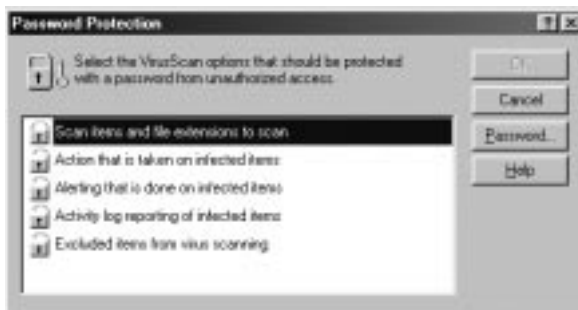 Password Protection
Select the VirusScan options that should be protected
with a password from unauthorized access.
OK
Cancel
Password...
Help
Scan items and file extensions to scan
Action that is taken on infected items
Alerting that is done on infected items
Activity log reporting of infected items
Excluded items from virus scanning